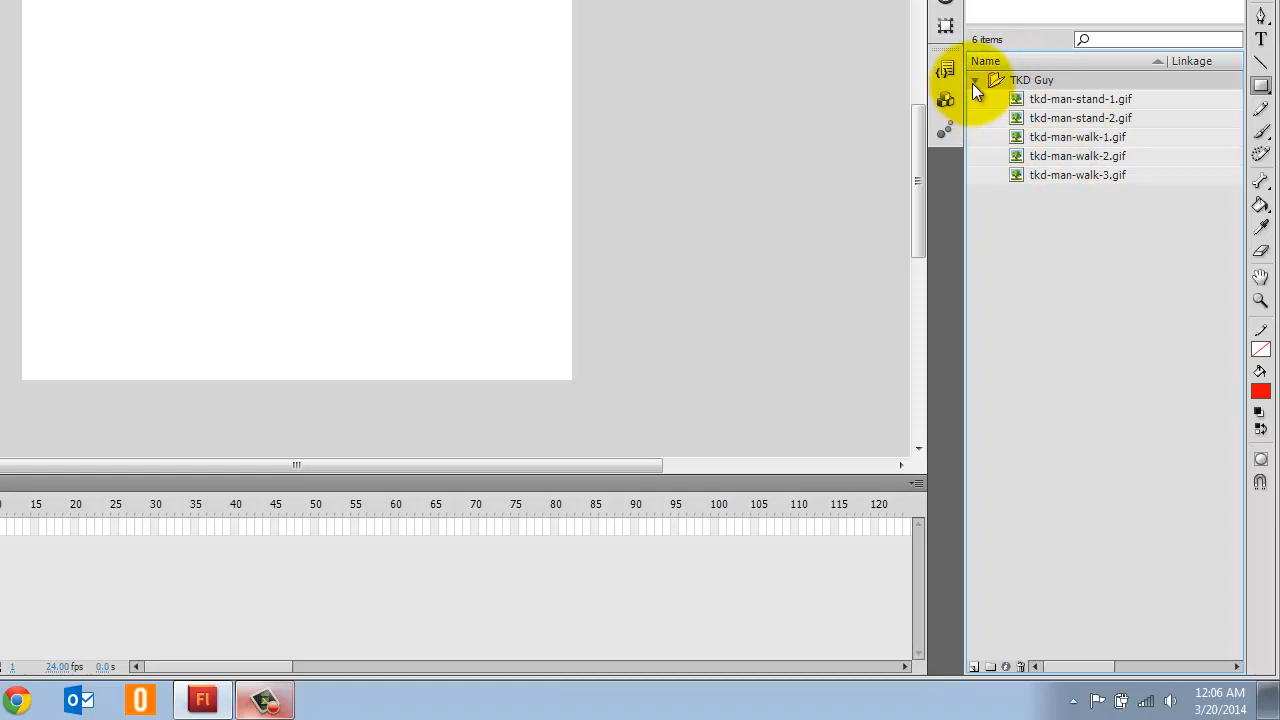 6 items
Name Linkage
TKD Guy
tkd-man-stand-1.gif
tkd-man-stand-2.gif
tkd-man-walk-1.gif
tkd-man-walk-2.gif
tkd-man-walk-3.gif
15 20 25 30 35 40 45 50 55 60 65 70 75 80 85 90 95 100 105 110 115 120
1 24.00 fps 0.0 s
Fl
12:06 AM
3/20/2014